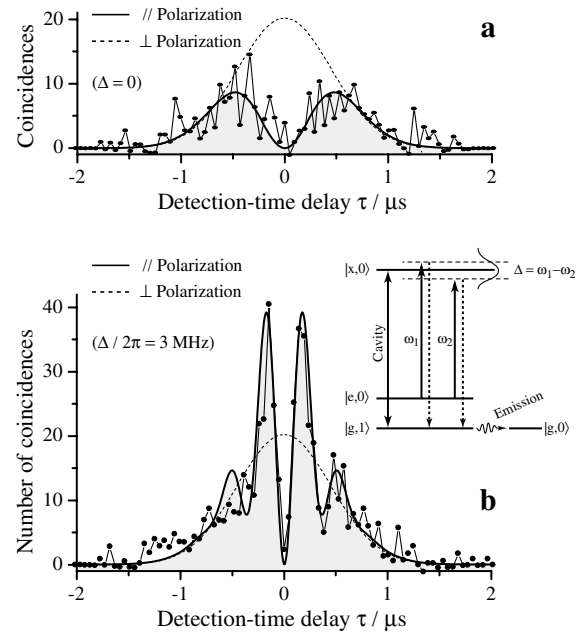 // Polarization
⊥ Polarization
a
(Δ=0)
20
10
0
Coincidences
-2 -1 0 1 2
Detection-time delay τ / μs
// Polarization
⊥ Polarization
(Δ / 2π = 3 MHz)
40
30
20
10
0
Number of coincidences
|x,0⟩
Δ = ω₁−ω₂
Cavity
ω₁
ω₂
|e,0⟩
Emission
|g,1⟩
|g,0⟩
b
-2 -1 0 1 2
Detection-time delay τ / μs